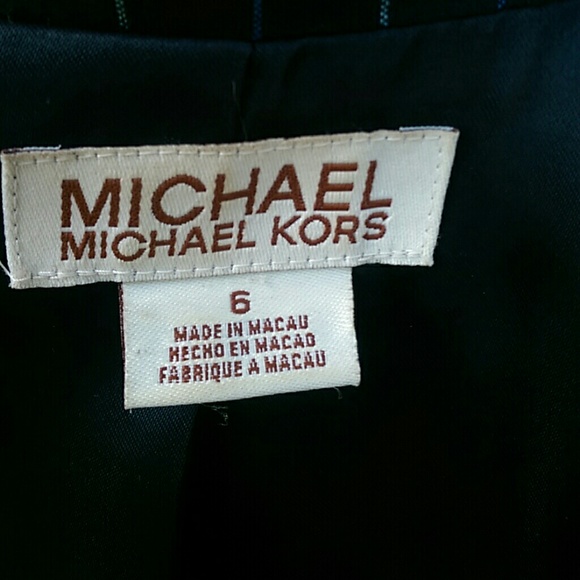 MICHAEL
MICHAEL KORS
6
MADE IN MACAU
HECHO EN MACAO
FABRIQUE A MACAU